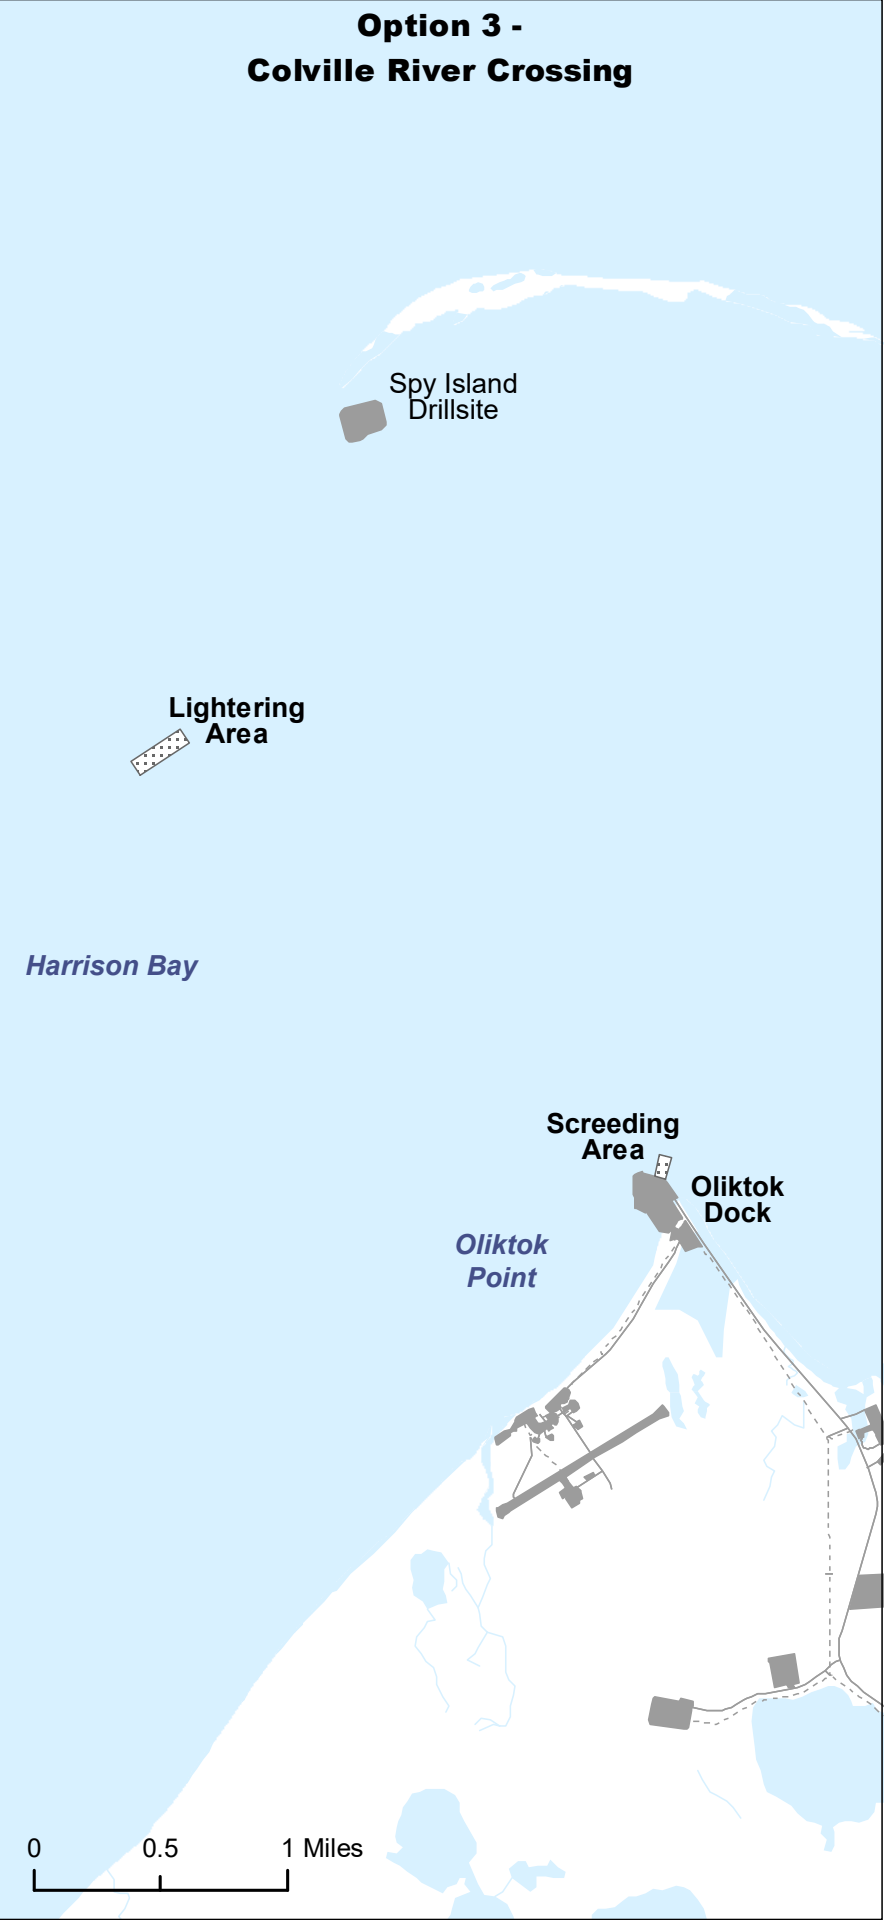 Option 3 -
Colville River Crossing
Spy Island
Drillsite
Lightering
Area
Harrison Bay
Screeding
Area
Oliktok
Dock
Oliktok
Point
0 0.5 1 Miles